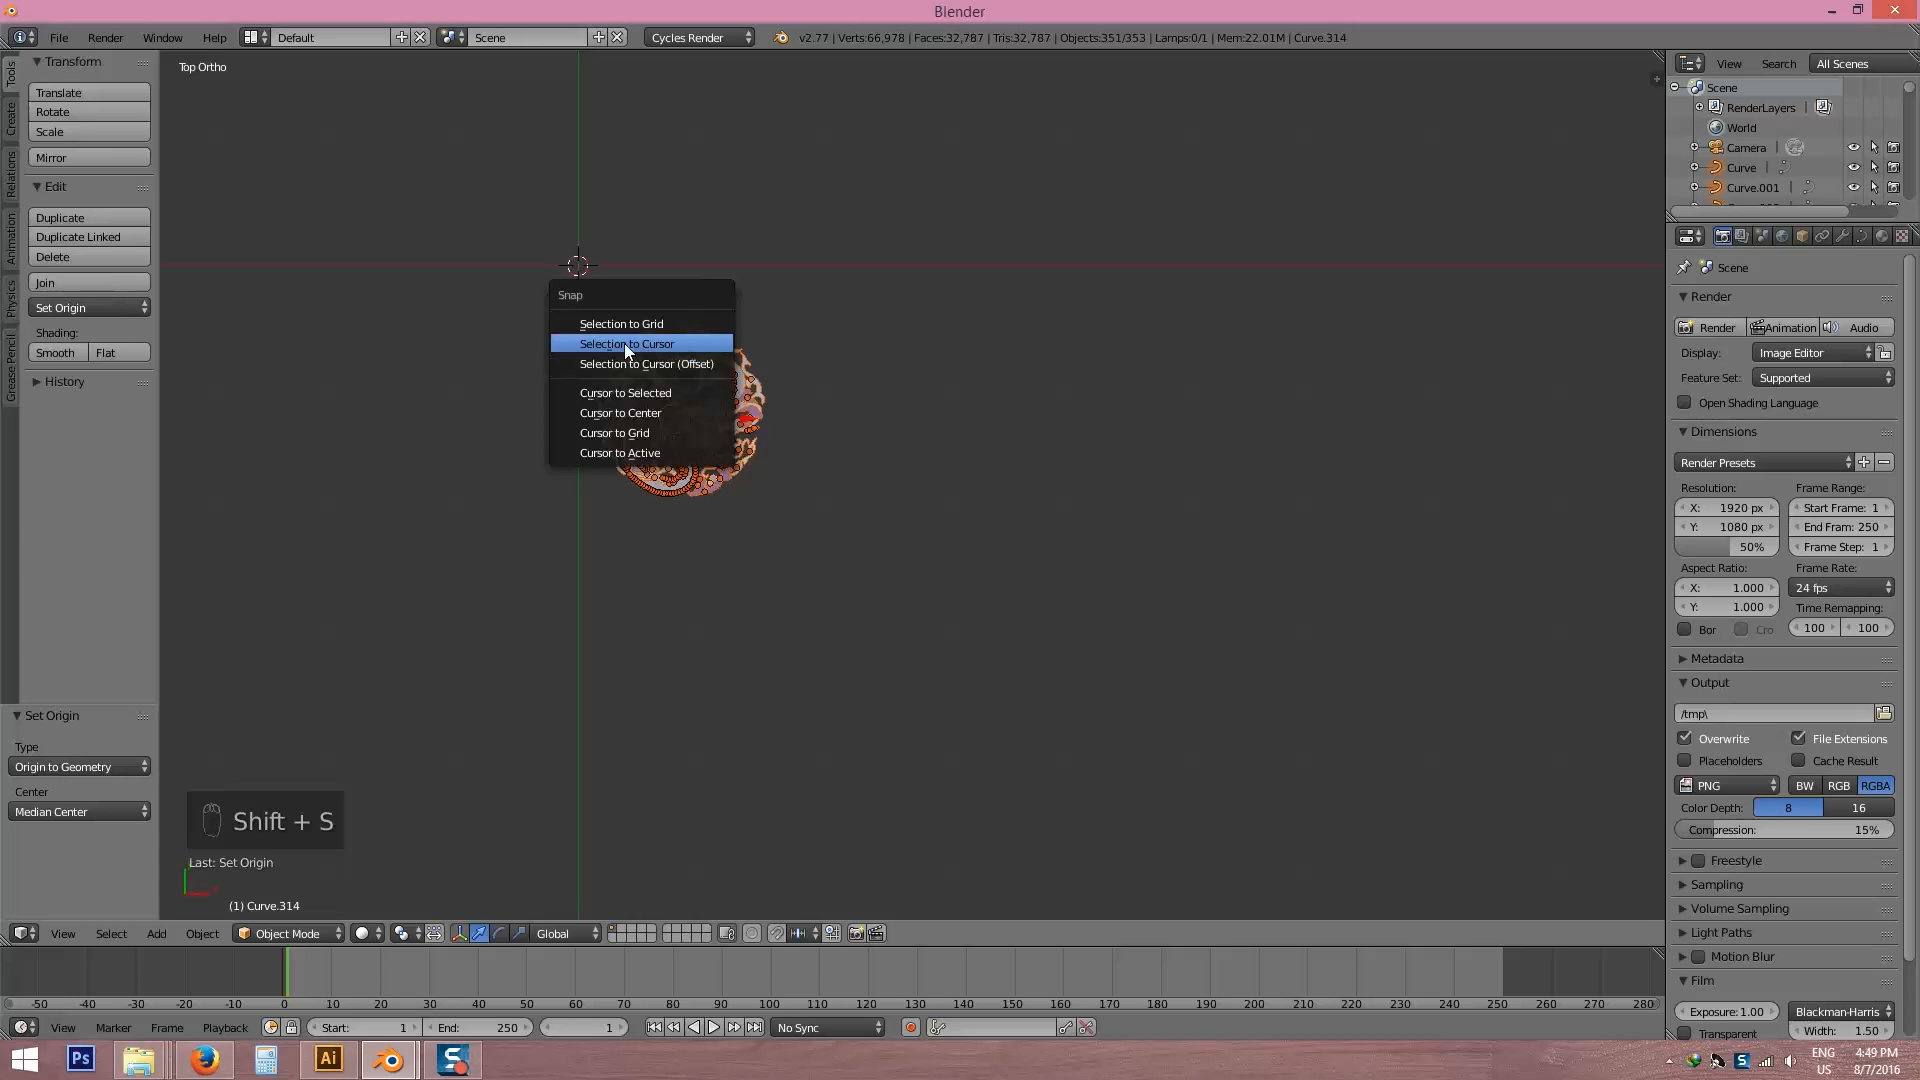 Blender
File Render Window Help Default Scene Cycles Render v2.77 | Verts:66,978 | Faces:32,787 | Tris:32,787 | Objects:351/353 | Lamps:0/1 | Mem:22.01M | Curve.314
Tools
Create
Relations
Animation
Physics
Grease Pencil
Transform
Translate
Rotate
Scale
Mirror
Edit
Duplicate
Duplicate Linked
Delete
Join
Set Origin
Shading:
Smooth Flat
History
Set Origin
Type
Origin to Geometry
Center
Median Center
Top Ortho
Snap
Selection to Grid
Selection to Cursor
Selection to Cursor (Offset)
Cursor to Selected
Cursor to Center
Cursor to Grid
Cursor to Active
Shift + S
Last: Set Origin
(1) Curve.314
View Select Add Object Object Mode Global
-50 -40 -30 -20 -10 0 10 20 30 40 50 60 70 80 90 100 110 120 130 140 150 160 170 180 190 200 210 220 230 240 250 260 270 280
View Marker Frame Playback Start: 1 End: 250 1 No Sync
View Search All Scenes
Scene
RenderLayers
World
Camera
Curve
Curve.001
Scene
Render
Render Animation Audio
Display: Image Editor
Feature Set: Supported
Open Shading Language
Dimensions
Render Presets
Resolution: Frame Range:
X: 1920 px Start Frame: 1
Y: 1080 px End Fram: 250
50% Frame Step: 1
Aspect Ratio: Frame Rate:
X: 1.000 24 fps
Y: 1.000 Time Remapping:
Bor Cro 100 100
Metadata
Output
/tmp\
Overwrite File Extensions
Placeholders Cache Result
PNG BW RGB RGBA
Color Depth: 8 16
Compression: 15%
Freestyle
Sampling
Volume Sampling
Light Paths
Motion Blur
Film
Exposure: 1.00 Blackman-Harris
Transparent Width: 1.50
Ps Ai S S ENG 4:49 PM
US 8/7/2016